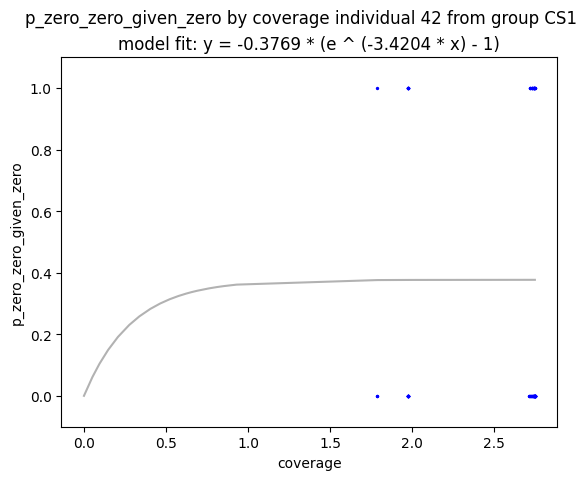 p_zero_zero_given_zero by coverage individual 42 from group CS1
model fit: y = -0.3769 * (e ^ (-3.4204 * x) - 1)
1.0
0.8
0.6
0.4
0.2
0.0
p_zero_zero_given_zero
0.0 0.5 1.0 1.5 2.0 2.5
coverage